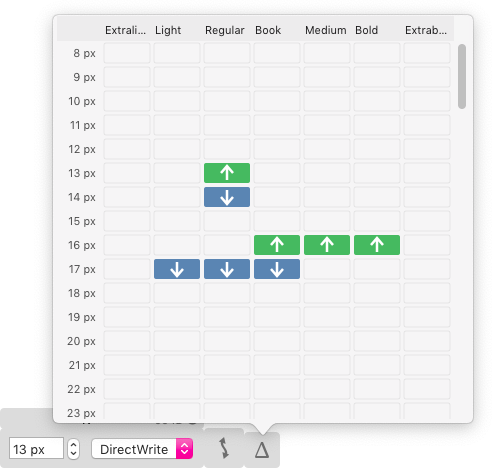 Extrali... Light Regular Book Medium Bold Extrab...
8 px
9 px
10 px
11 px
12 px
13 px
14 px
15 px
16 px
17 px
18 px
19 px
20 px
21 px
22 px
23 px
13 px DirectWrite